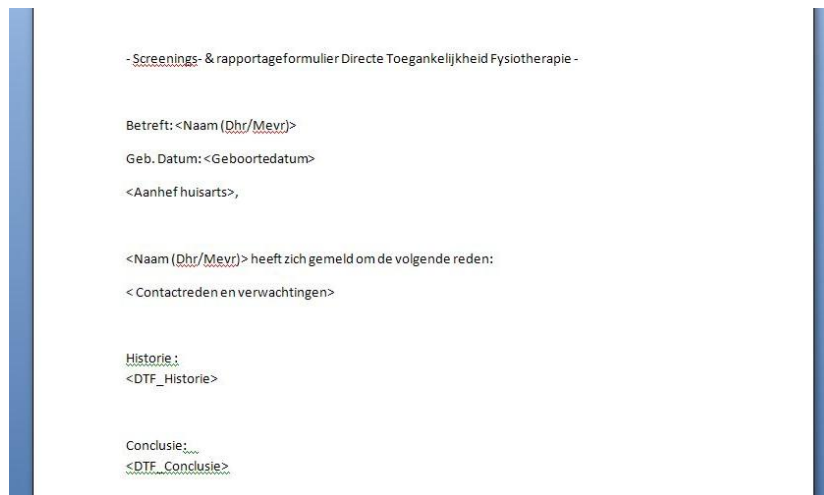 - Screenings- & rapportageformulier Directe Toegankelijkheid Fysiotherapie -
Betreft: <Naam (Dhr/Mevr)>
Geb. Datum: <Geboortedatum>
<Aanhef huisarts>,
<Naam (Dhr/Mevr)> heeft zich gemeld om de volgende reden:
< Contactreden en verwachtingen>
Historie :
<DTF_Historie>
Conclusie:
<DTF_Conclusie>